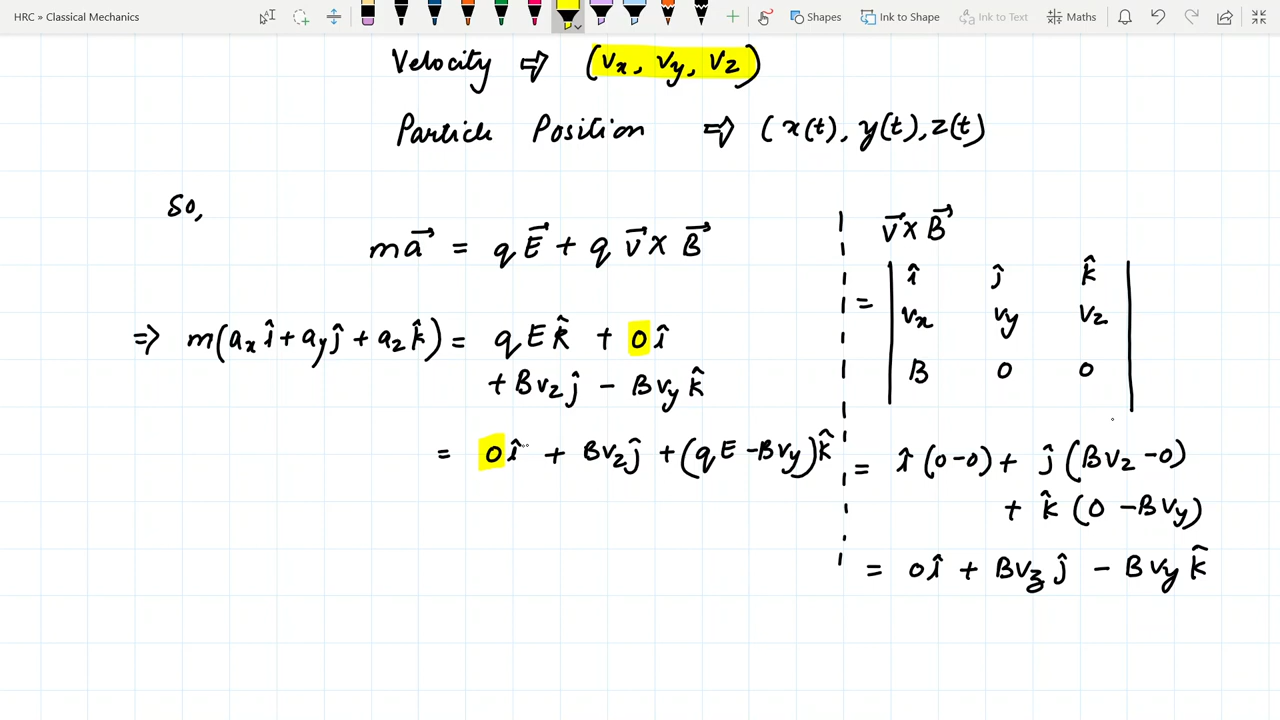 HRC » Classical Mechanics
Shapes Ink to Shape Ink to Text Maths
Velocity ⇨ (vx, vy, vz)
Particle Position ⇨ (x(t), y(t), z(t)
So,
ma⃗ = qE⃗ + q v⃗ × B⃗
⇒ m(ax î + ay ĵ + az k̂) = qE k̂ + 0 î
+ Bvz ĵ − Bvy k̂
= 0 î + Bvz ĵ + (qE − Bvy) k̂
v⃗ × B⃗
= | î ĵ k̂ |
| vx vy vz |
| B 0 0 |
= î (0−0) + ĵ (Bvz − 0)
+ k̂ (0 − Bvy)
= 0 î + Bvz ĵ − Bvy k̂